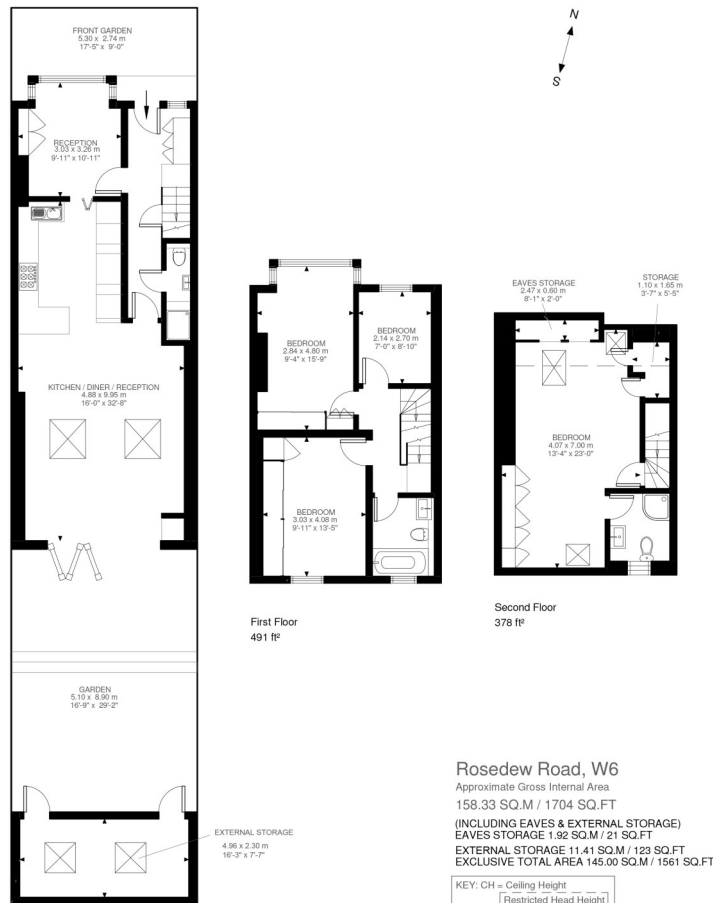 FRONT GARDEN
5.30 x 2.74 m
17'-5" x 9'-0"
N
S
RECEPTION
3.03 x 3.26 m
9'-11" x 10'-11"
KITCHEN / DINER / RECEPTION
4.88 x 9.95 m
16'-0" x 32'-8"
GARDEN
5.10 x 8.90 m
16'-9" x 29'-2"
EXTERNAL STORAGE
4.96 x 2.30 m
16'-3" x 7'-7"
BEDROOM
2.84 x 4.80 m
9'-4" x 15'-9"
BEDROOM
2.14 x 2.70 m
7'-0" x 8'-10"
BEDROOM
3.03 x 4.08 m
9'-11" x 13'-5"
First Floor
491 ft²
EAVES STORAGE
2.47 x 0.60 m
8'-1" x 2'-0"
STORAGE
1.10 x 1.65 m
3'-7" x 5'-5"
BEDROOM
4.07 x 7.00 m
13'-4" x 23'-0"
Second Floor
378 ft²
Rosedew Road, W6
Approximate Gross Internal Area
158.33 SQ.M / 1704 SQ.FT
(INCLUDING EAVES & EXTERNAL STORAGE)
EAVES STORAGE 1.92 SQ.M / 21 SQ.FT
EXTERNAL STORAGE 11.41 SQ.M / 123 SQ.FT
EXCLUSIVE TOTAL AREA 145.00 SQ.M / 1561 SQ.FT
KEY: CH = Ceiling Height
Restricted Head Height